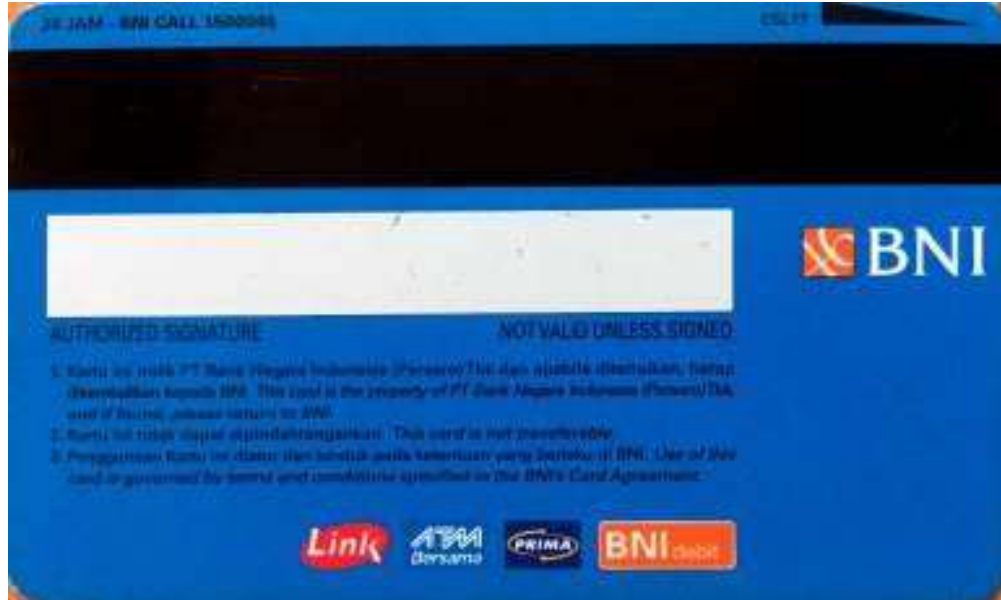 24 JAM - BNI CALL 1500046
BNI
AUTHORIZED SIGNATURE NOT VALID UNLESS SIGNED
1. Kartu ini milik PT Bank Negara Indonesia (Persero) Tbk dan apabila ditemukan, harap
dikembalikan kepada BNI. This card is the property of PT Bank Negara Indonesia (Persero) Tbk,
and if found, please return to BNI.
2. Kartu ini tidak dapat dipindahtangankan. This card is not transferable.
3. Penggunaan Kartu ini diatur dan tunduk pada ketentuan yang berlaku di BNI. Use of this
card is governed by terms and conditions specified in the BNI's Card Agreement.
Link ATM Bersama PRIMA BNI debit